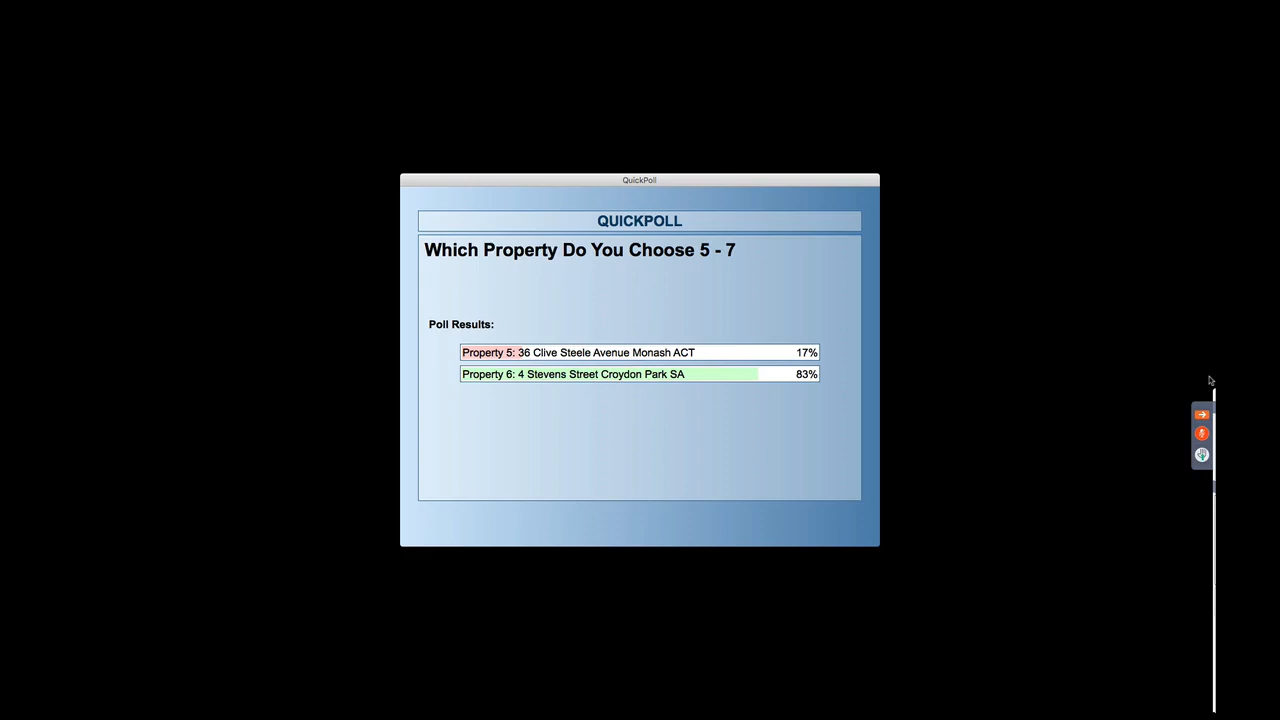 QuickPoll
QUICKPOLL
Which Property Do You Choose 5 - 7
Poll Results:
Property 5: 36 Clive Steele Avenue Monash ACT 17%
Property 6: 4 Stevens Street Croydon Park SA 83%